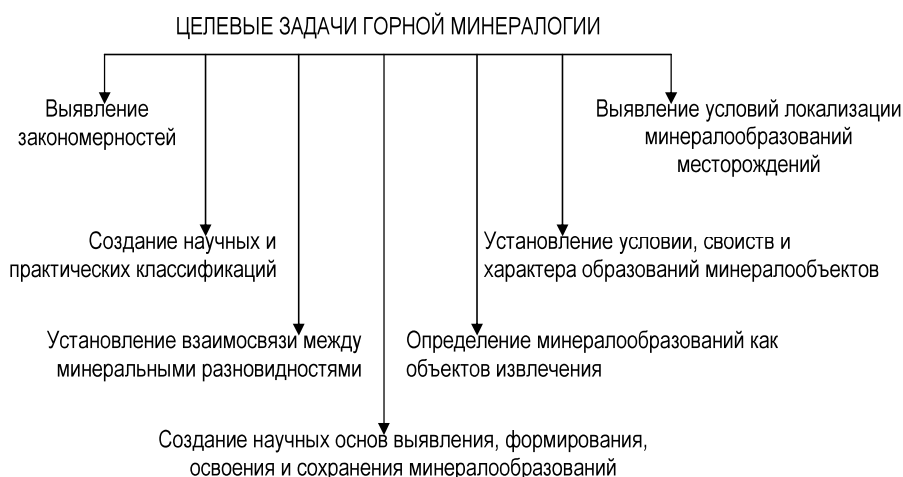 ЦЕЛЕВЫЕ ЗАДАЧИ ГОРНОЙ МИНЕРАЛОГИИ
Выявление
закономерностей
Выявление условий локализации
минералообразований
месторождений
Создание научных и
практических классификаций
Установление условии, свойств и
характера образований минералообъектов
Установление взаимосвязи между
минеральными разновидностями
Определение минералообразований как
объектов извлечения
Создание научных основ выявления, формирования,
освоения и сохранения минералообразований